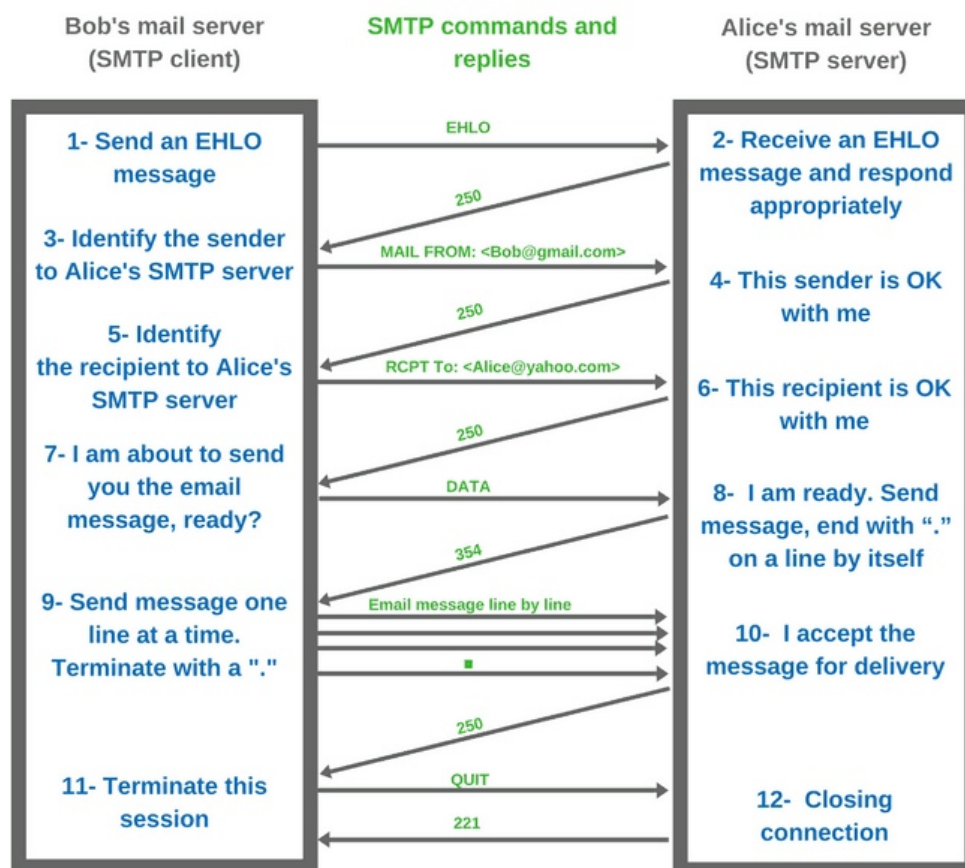 Bob's mail server
(SMTP client)
SMTP commands and
replies
Alice's mail server
(SMTP server)
1- Send an EHLO
message
EHLO
2- Receive an EHLO
message and respond
appropriately
250
3- Identify the sender
to Alice's SMTP server
MAIL FROM: <Bob@gmail.com>
4- This sender is OK
with me
250
5- Identify
the recipient to Alice's
SMTP server
RCPT To: <Alice@yahoo.com>
6- This recipient is OK
with me
250
7- I am about to send
you the email
message, ready?
DATA
8- I am ready. Send
message, end with “.”
on a line by itself
354
9- Send message one
line at a time.
Terminate with a "."
Email message line by line
.
10- I accept the
message for delivery
250
11- Terminate this
session
QUIT
12- Closing
connection
221